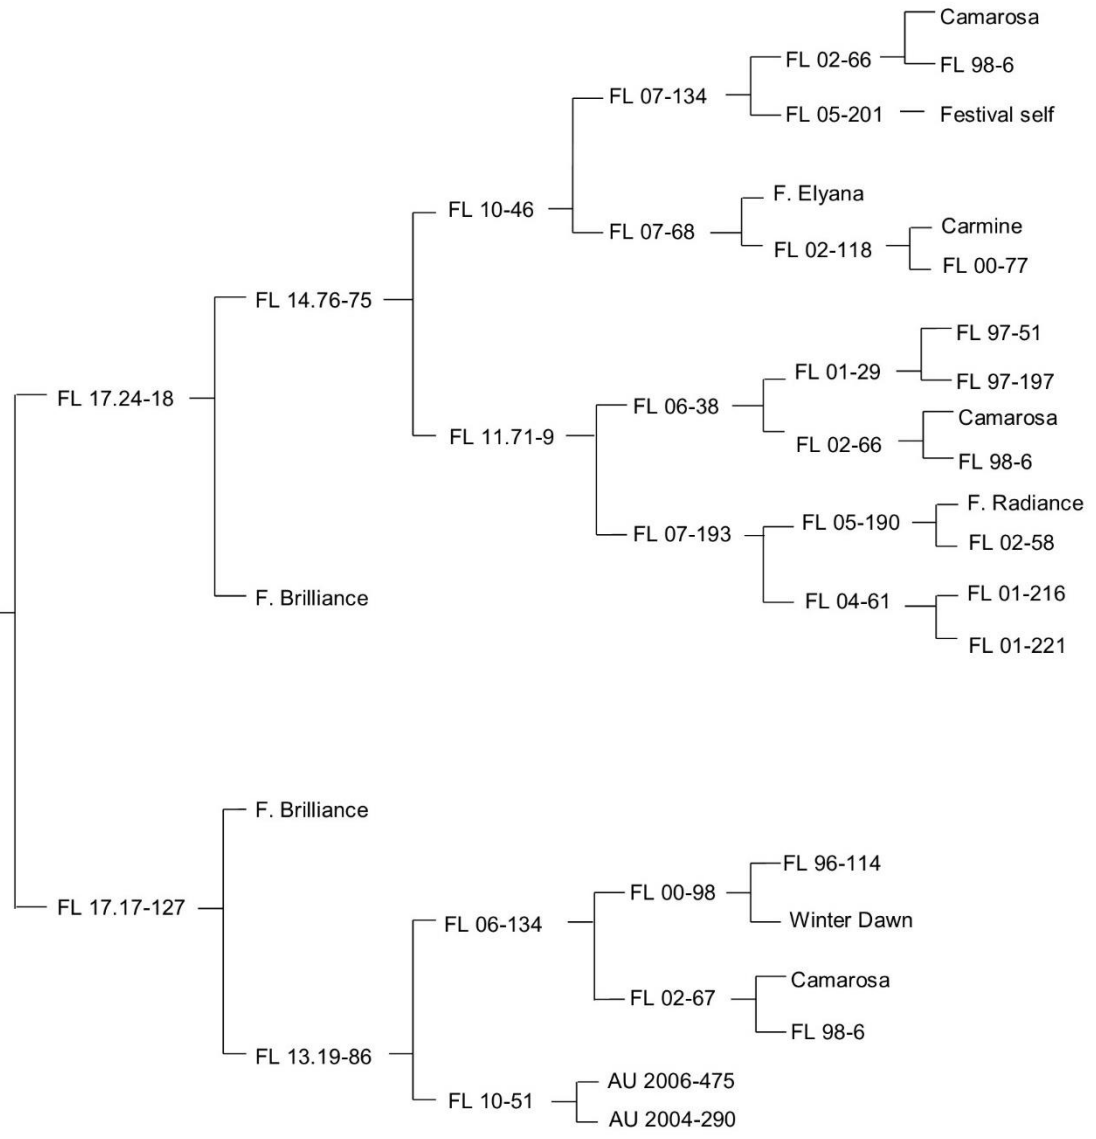 Camarosa
FL 02-66
FL 98-6
FL 07-134
FL 05-201
Festival self
F. Elyana
FL 10-46
FL 07-68
Carmine
FL 02-118
FL 00-77
FL 14.76-75
FL 97-51
FL 01-29
FL 97-197
FL 17.24-18
FL 06-38
Camarosa
FL 11.71-9
FL 02-66
FL 98-6
F. Radiance
FL 05-190
FL 07-193
FL 02-58
F. Brilliance
FL 04-61
FL 01-216
FL 01-221
F. Brilliance
FL 96-114
FL 00-98
FL 17.17-127
FL 06-134
Winter Dawn
Camarosa
FL 02-67
FL 98-6
FL 13.19-86
AU 2006-475
FL 10-51
AU 2004-290